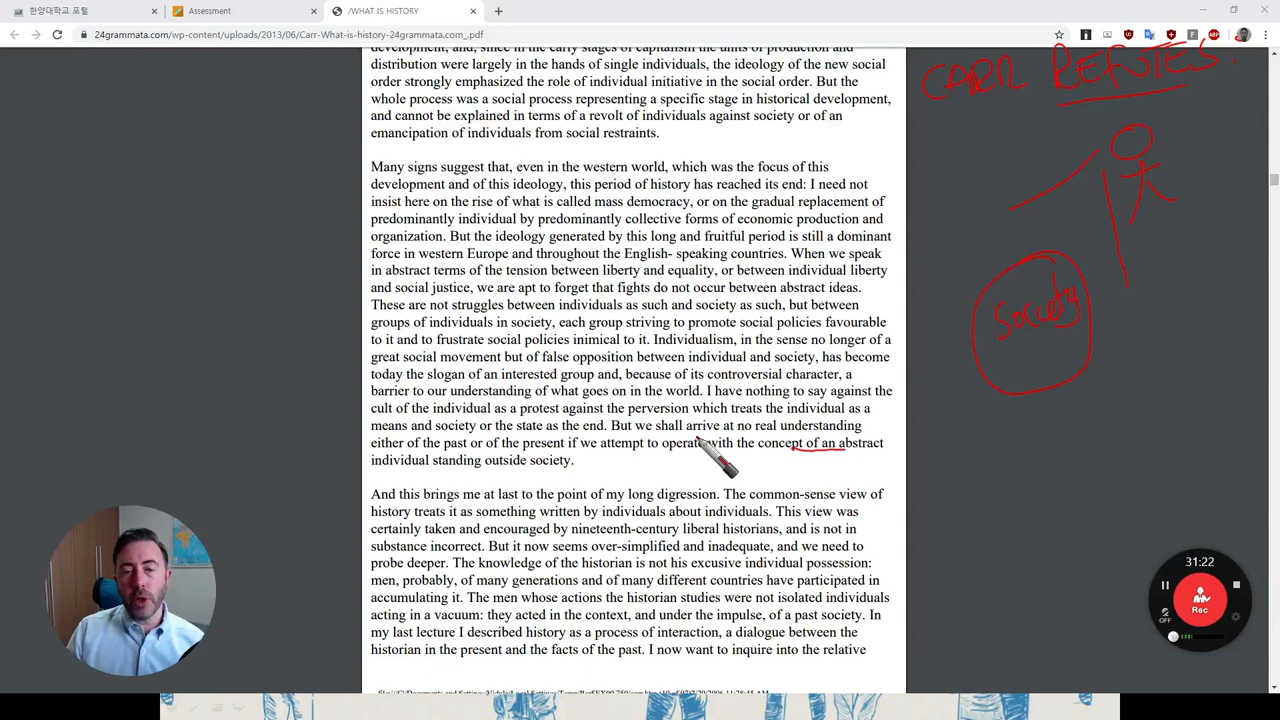 한양대학교 포털
Assessment
/WHAT IS HISTORY
24grammata.com/wp-content/uploads/2013/06/Carr-What-is-history-24grammata.com_.pdf
development, and, since in the early stages of capitalism the units of production and
distribution were largely in the hands of single individuals, the ideology of the new social
order strongly emphasized the role of individual initiative in the social order. But the
whole process was a social process representing a specific stage in historical development,
and cannot be explained in terms of a revolt of individuals against society or of an
emancipation of individuals from social restraints.
Many signs suggest that, even in the western world, which was the focus of this
development and of this ideology, this period of history has reached its end: I need not
insist here on the rise of what is called mass democracy, or on the gradual replacement of
predominantly individual by predominantly collective forms of economic production and
organization. But the ideology generated by this long and fruitful period is still a dominant
force in western Europe and throughout the English- speaking countries. When we speak
in abstract terms of the tension between liberty and equality, or between individual liberty
and social justice, we are apt to forget that fights do not occur between abstract ideas.
These are not struggles between individuals as such and society as such, but between
groups of individuals in society, each group striving to promote social policies favourable
to it and to frustrate social policies inimical to it. Individualism, in the sense no longer of a
great social movement but of false opposition between individual and society, has become
today the slogan of an interested group and, because of its controversial character, a
barrier to our understanding of what goes on in the world. I have nothing to say against the
cult of the individual as a protest against the perversion which treats the individual as a
means and society or the state as the end. But we shall arrive at no real understanding
either of the past or of the present if we attempt to operate with the concept of an abstract
individual standing outside society.
And this brings me at last to the point of my long digression. The common-sense view of
history treats it as something written by individuals about individuals. This view was
certainly taken and encouraged by nineteenth-century liberal historians, and is not in
substance incorrect. But it now seems over-simplified and inadequate, and we need to
probe deeper. The knowledge of the historian is not his excusive individual possession:
men, probably, of many generations and of many different countries have participated in
accumulating it. The men whose actions the historian studies were not isolated individuals
acting in a vacuum: they acted in the context, and under the impulse, of a past society. In
my last lecture I described history as a process of interaction, a dialogue between the
historian in the present and the facts of the past. I now want to inquire into the relative
CARR REFUTES.
Society
31:22
Rec
OFF